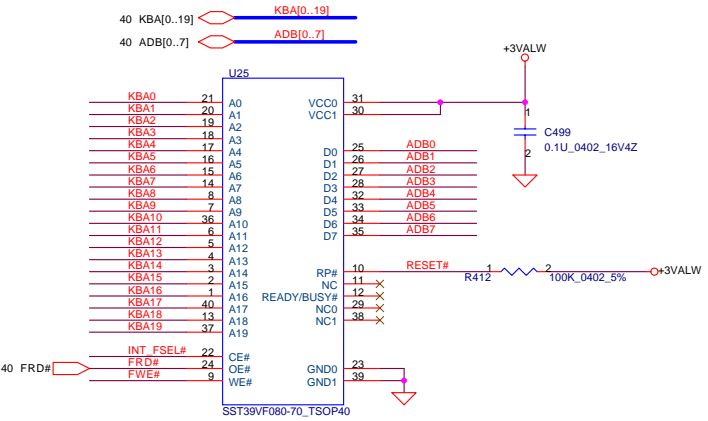 KBA[0..19]
40 KBA[0..19]
ADB[0..7]
40 ADB[0..7]
+3VALW
U25
KBA0 21 A0 VCC0 31
KBA1 20 A1 VCC1 30
KBA2 19 A2
KBA3 18 A3
KBA4 17 A4 D0 25 ADB0
KBA5 16 A5 D1 26 ADB1
KBA6 15 A6 D2 27 ADB2
KBA7 14 A7 D3 28 ADB3
KBA8 8 A8 D4 32 ADB4
KBA9 7 A9 D5 33 ADB5
KBA10 36 A10 D6 34 ADB6
KBA11 6 A11 D7 35 ADB7
KBA12 5 A12
KBA13 4 A13
KBA14 3 A14 RP# 10 RESET#
KBA15 2 A15 NC 11
KBA16 1 A16 READY/BUSY# 12
KBA17 40 A17 NC0 29
KBA18 13 A18 NC1 38
KBA19 37 A19
1
C499
0.1U_0402_16V4Z
2
R412 1 2 100K_0402_5% +3VALW
INT_FSEL# 22 CE#
40 FRD# FRD# 24 OE# GND0 23
FWE# 9 WE# GND1 39
SST39VF080-70_TSOP40